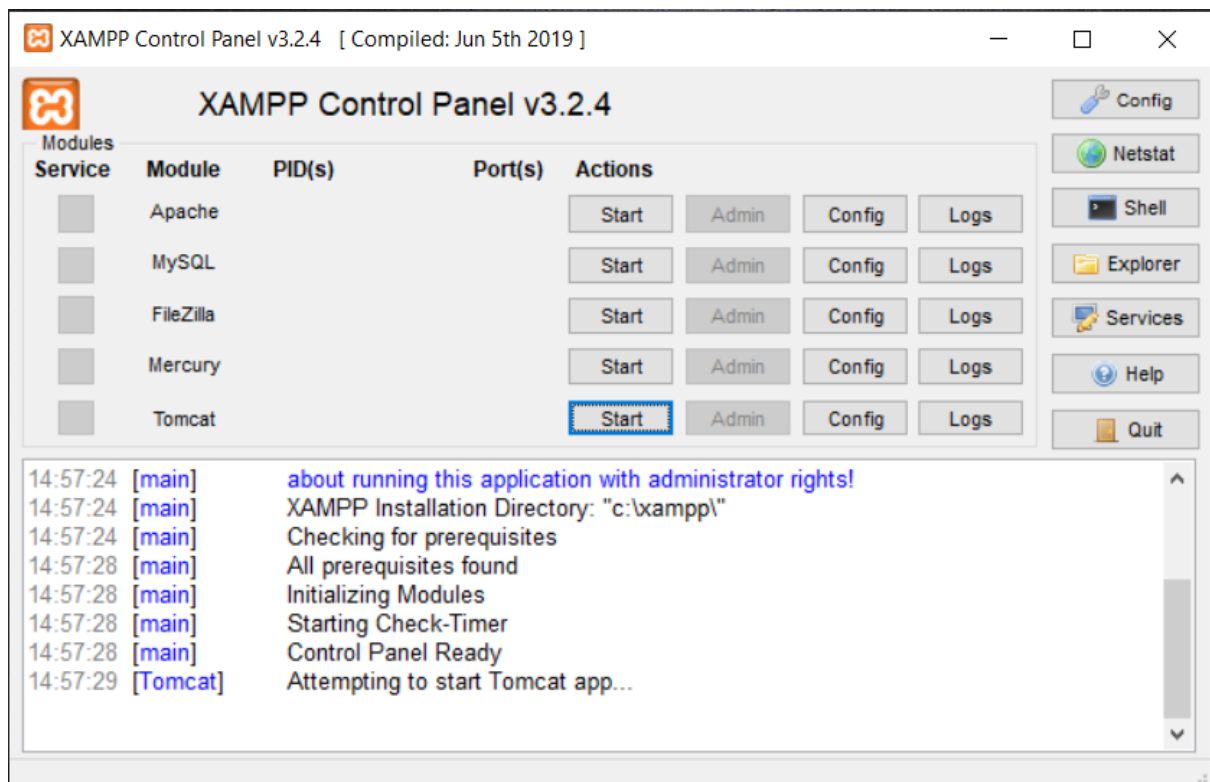 XAMPP Control Panel v3.2.4 [ Compiled: Jun 5th 2019 ]
XAMPP Control Panel v3.2.4
Config
Modules
Netstat
Service Module PID(s) Port(s) Actions
Apache Start Admin Config Logs
Shell
MySQL Start Admin Config Logs
Explorer
FileZilla Start Admin Config Logs
Services
Mercury Start Admin Config Logs
Help
Tomcat Start Admin Config Logs
Quit
14:57:24 [main] about running this application with administrator rights!
14:57:24 [main] XAMPP Installation Directory: "c:\xampp\"
14:57:24 [main] Checking for prerequisites
14:57:28 [main] All prerequisites found
14:57:28 [main] Initializing Modules
14:57:28 [main] Starting Check-Timer
14:57:28 [main] Control Panel Ready
14:57:29 [Tomcat] Attempting to start Tomcat app...